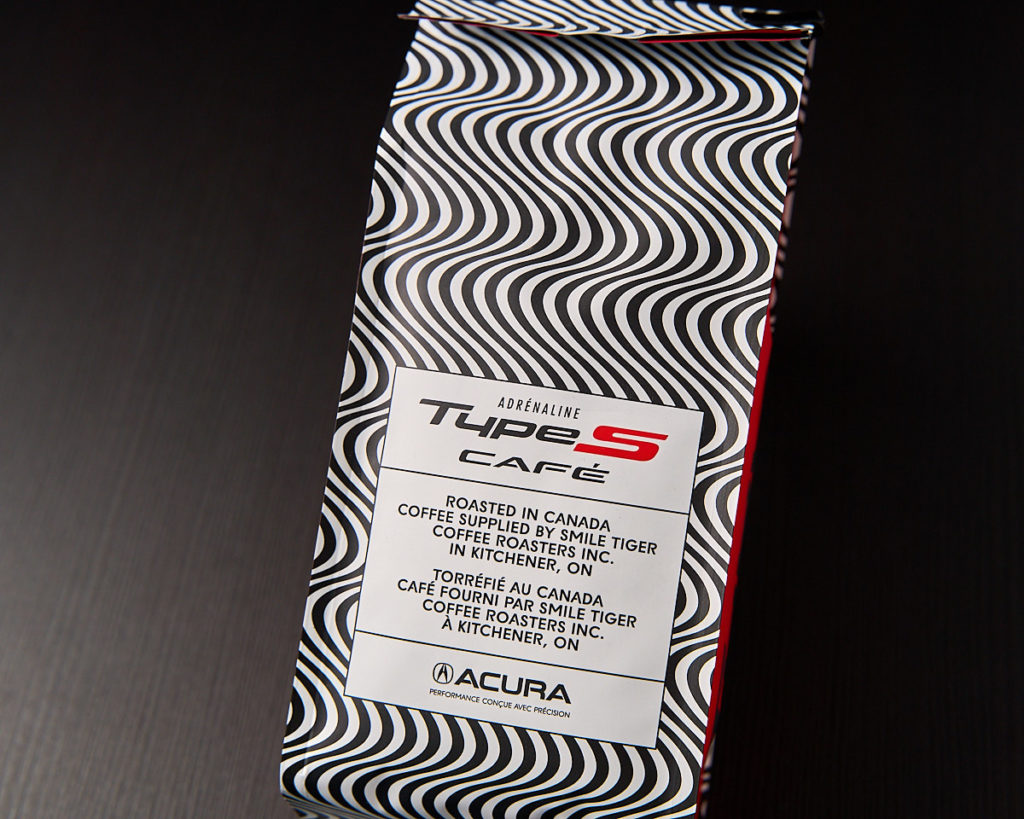 ADRÉNALINE
Type S
CAFÉ
ROASTED IN CANADA
COFFEE SUPPLIED BY SMILE TIGER
COFFEE ROASTERS INC.
IN KITCHENER, ON
TORRÉFIÉ AU CANADA
CAFÉ FOURNI PAR SMILE TIGER
COFFEE ROASTERS INC.
À KITCHENER, ON
ACURA
PERFORMANCE CONÇUE AVEC PRÉCISION